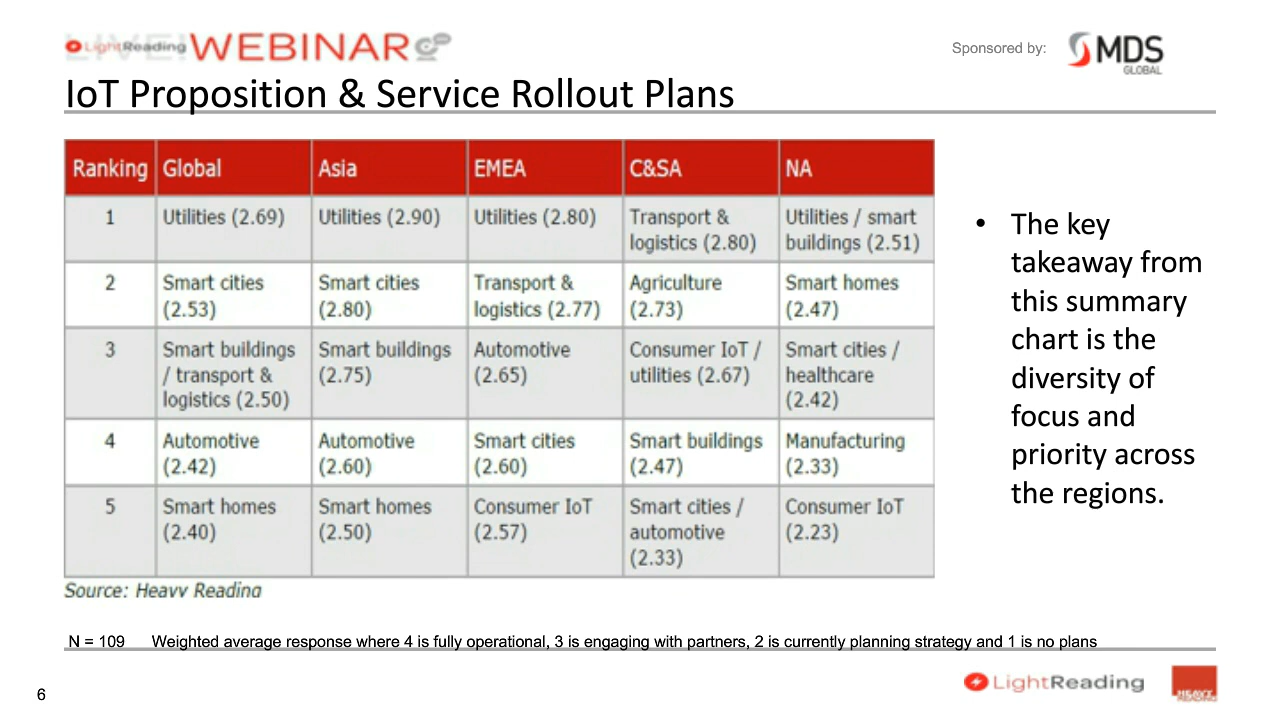 LightReading WEBINAR
Sponsored by:
MDS
GLOBAL
IoT Proposition & Service Rollout Plans
Ranking Global Asia EMEA C&SA NA
1 Utilities (2.69) Utilities (2.90) Utilities (2.80) Transport & logistics (2.80) Utilities / smart buildings (2.51)
2 Smart cities (2.53) Smart cities (2.80) Transport & logistics (2.77) Agriculture (2.73) Smart homes (2.47)
3 Smart buildings / transport & logistics (2.50) Smart buildings (2.75) Automotive (2.65) Consumer IoT / utilities (2.67) Smart cities / healthcare (2.42)
4 Automotive (2.42) Automotive (2.60) Smart cities (2.60) Smart buildings (2.47) Manufacturing (2.33)
5 Smart homes (2.40) Smart homes (2.50) Consumer IoT (2.57) Smart cities / automotive (2.33) Consumer IoT (2.23)
Source: Heavy Reading
• The key
takeaway from
this summary
chart is the
diversity of
focus and
priority across
the regions.
N = 109 Weighted average response where 4 is fully operational, 3 is engaging with partners, 2 is currently planning strategy and 1 is no plans
LightReading
HEAVY
READING
6